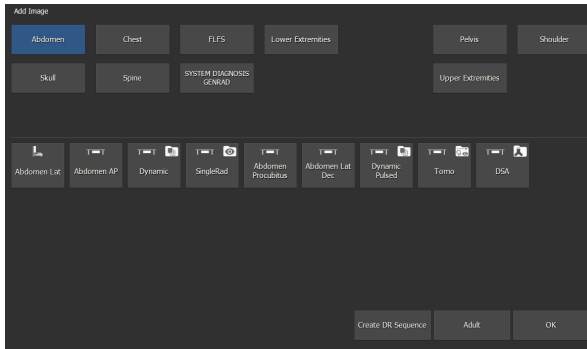 Add Image
Abdomen
Chest
FLFS
Lower Extremities
Pelvis
Shoulder
Skull
Spine
SYSTEM DIAGNOSIS
GENRAD
Upper Extremities
Abdomen Lat
Abdomen AP
Dynamic
SingleRad
Abdomen
Procubitus
Abdomen Lat
Dec
Dynamic
Pulsed
Tomo
DSA
Create DR Sequence
Adult
OK